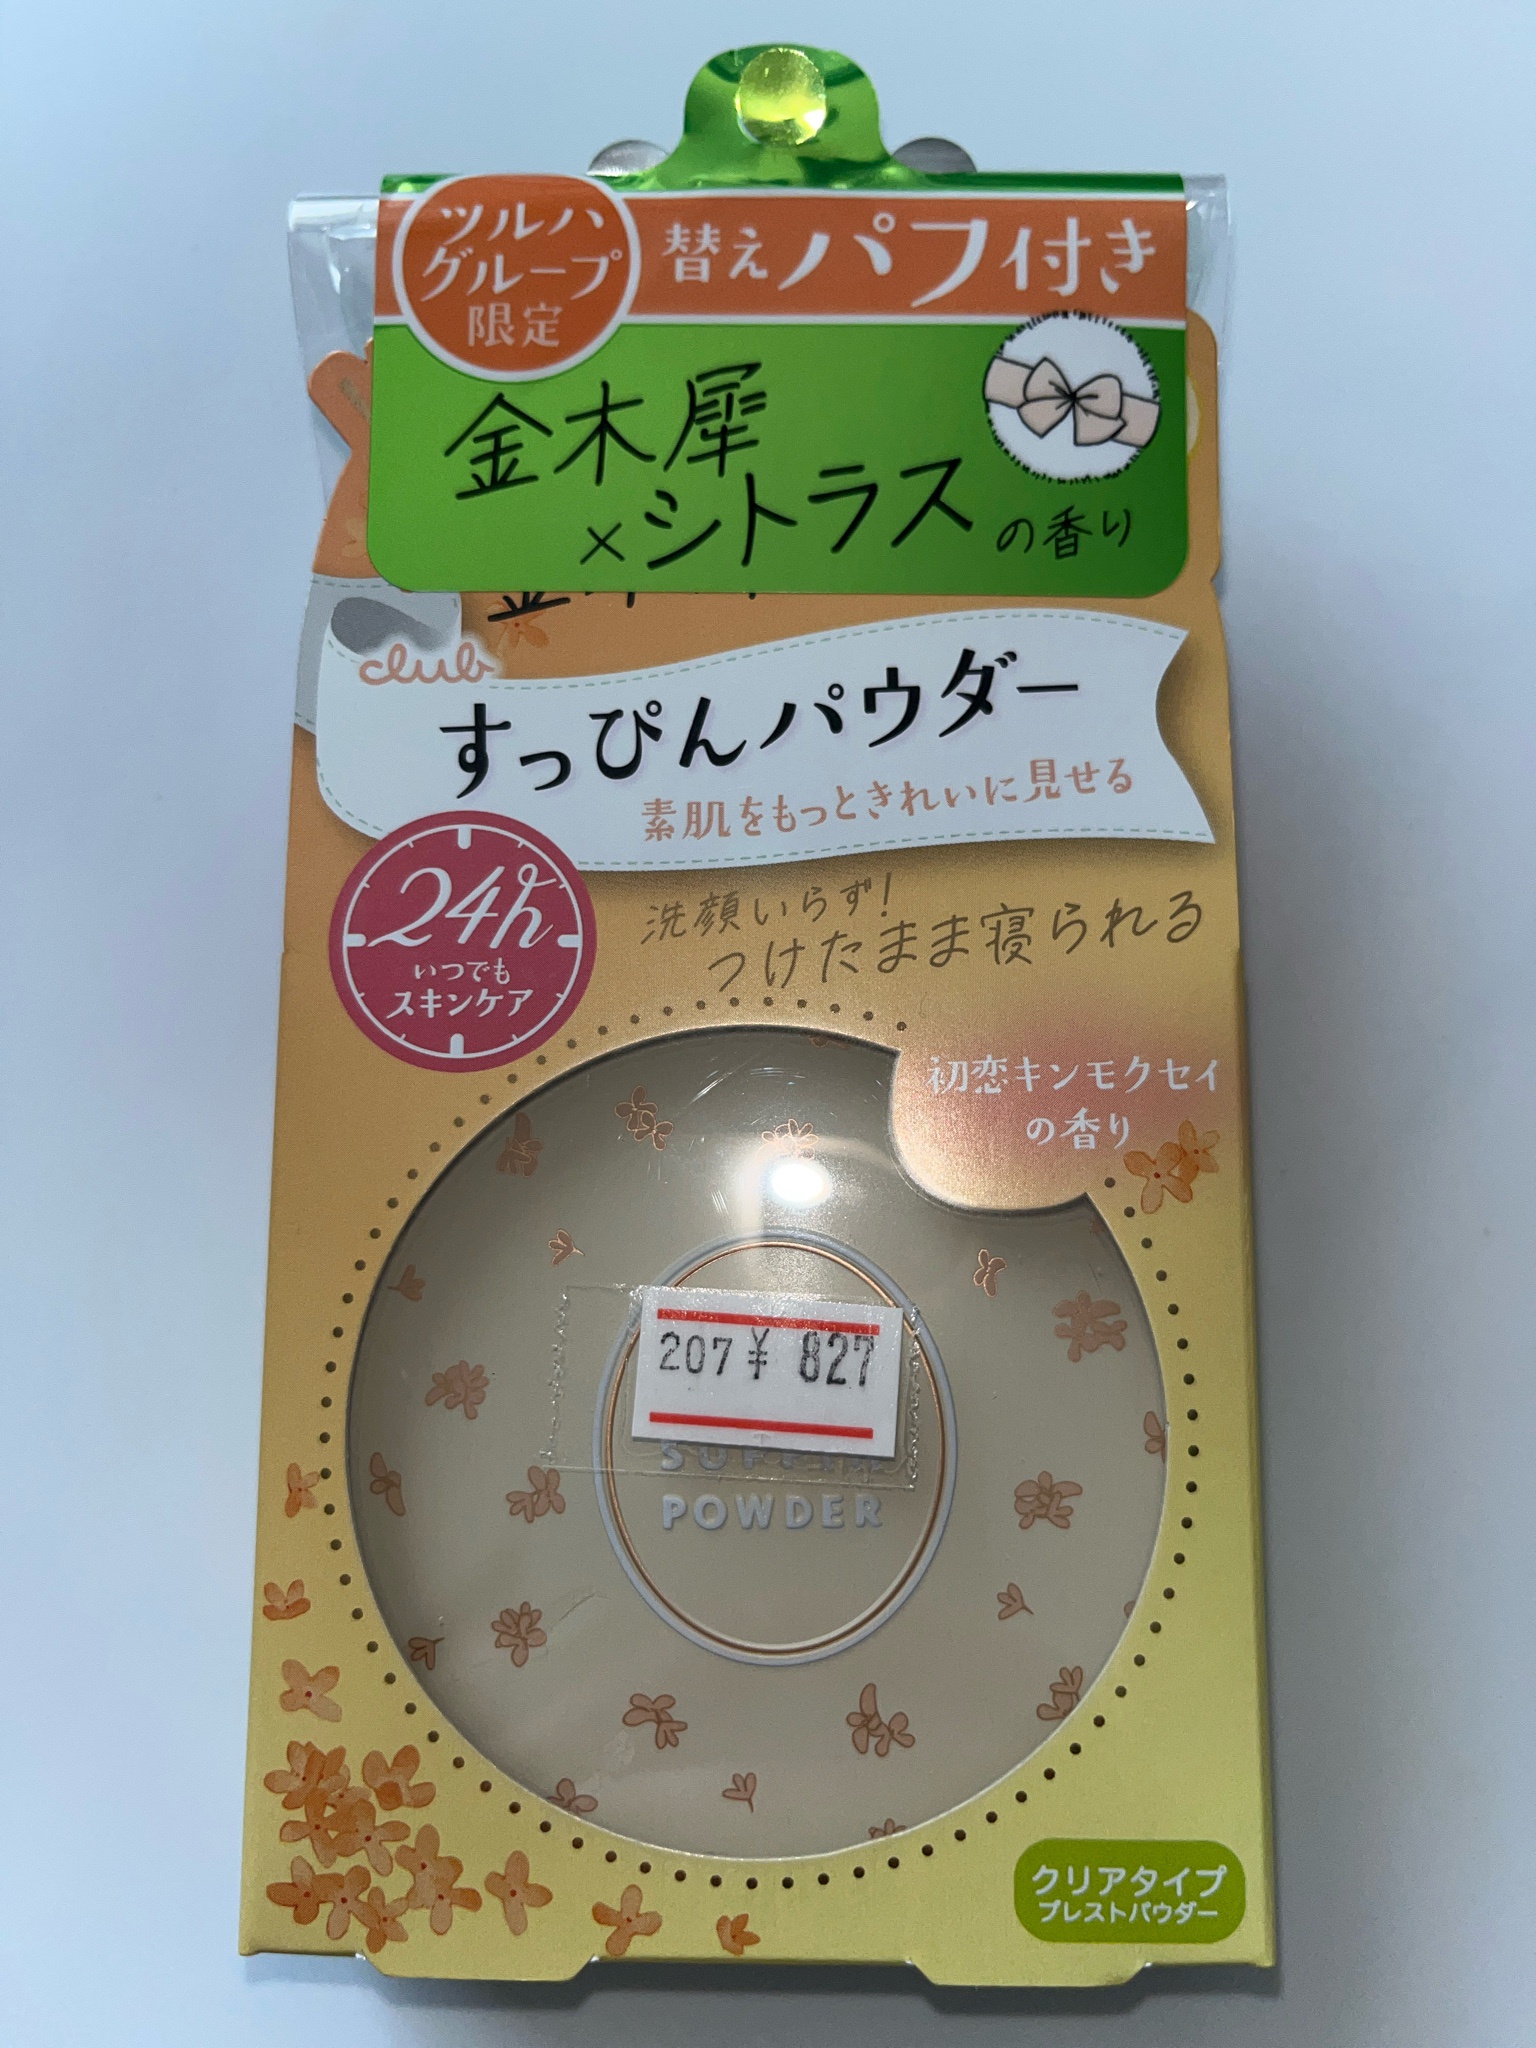 ツルハ
グループ
限定
替えパフ付き
金木犀
×シトラスの香り
club
すっぴんパウダー
素肌をもっときれいに見せる
24h
いつでも
スキンケア
洗顔いらず!
つけたまま寝られる
初恋キンモクセイ
の香り
207¥ 827
POWDER
クリアタイプ
プレストパウダー